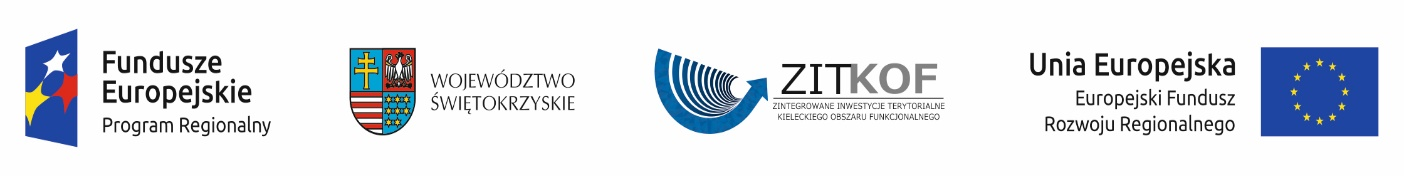 Fundusze
Europejskie
Program Regionalny
WOJEWÓDZTWO
ŚWIĘTOKRZYSKIE
ZITKOF
ZINTEGROWANE INWESTYCJE TERYTORIALNE
KIELECKIEGO OBSZARU FUNKCJONALNEGO
Unia Europejska
Europejski Fundusz
Rozwoju Regionalnego